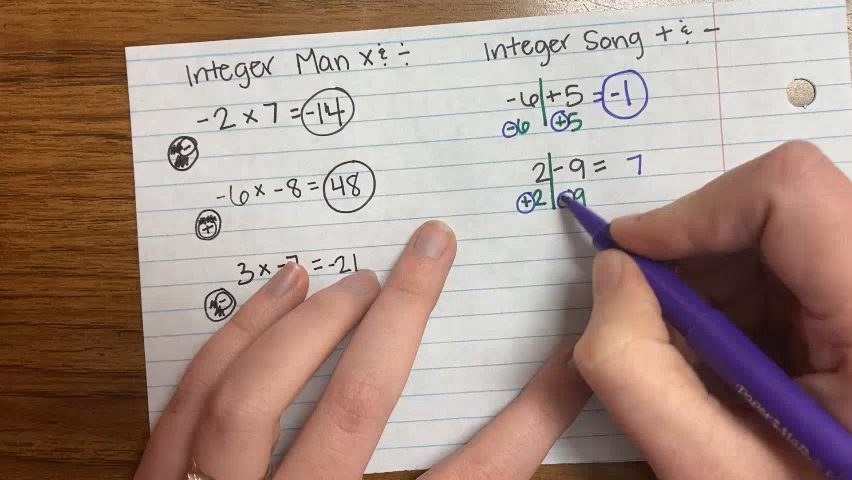 Integer Man x & ÷
-2 x 7 = -14
-6 x -8 = 48
+
3 x -7 = -21
Integer Song + & -
-6 | +5 = -1
-6 +5
2 | -9 = 7
+2 -9